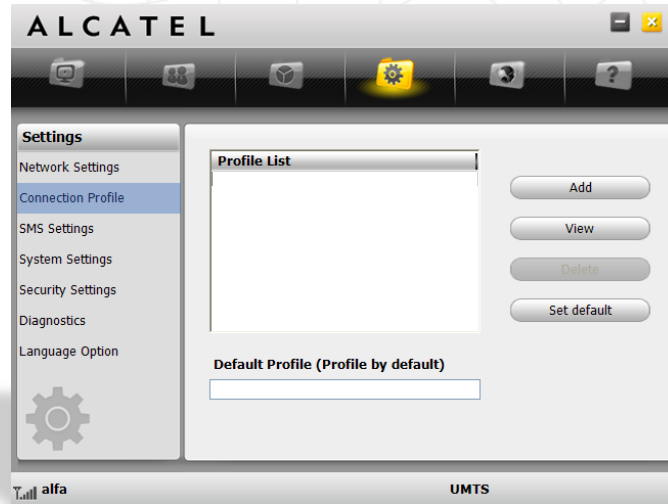 ALCATEL
?
Settings
Network Settings
Connection Profile
SMS Settings
System Settings
Security Settings
Diagnostics
Language Option
Profile List
Add
View
Delete
Set default
Default Profile (Profile by default)
alfa
UMTS